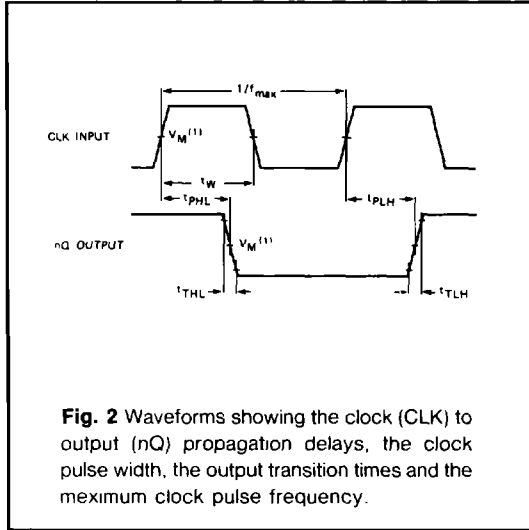 1/fmax
CLK INPUT
VM(1)
tW
tPHL
tPLH
nQ OUTPUT
VM(1)
tTHL
tTLH
Fig. 2 Waveforms showing the clock (CLK) to
output (nQ) propagation delays, the clock
pulse width, the output transition times and the
meximum clock pulse frequency.